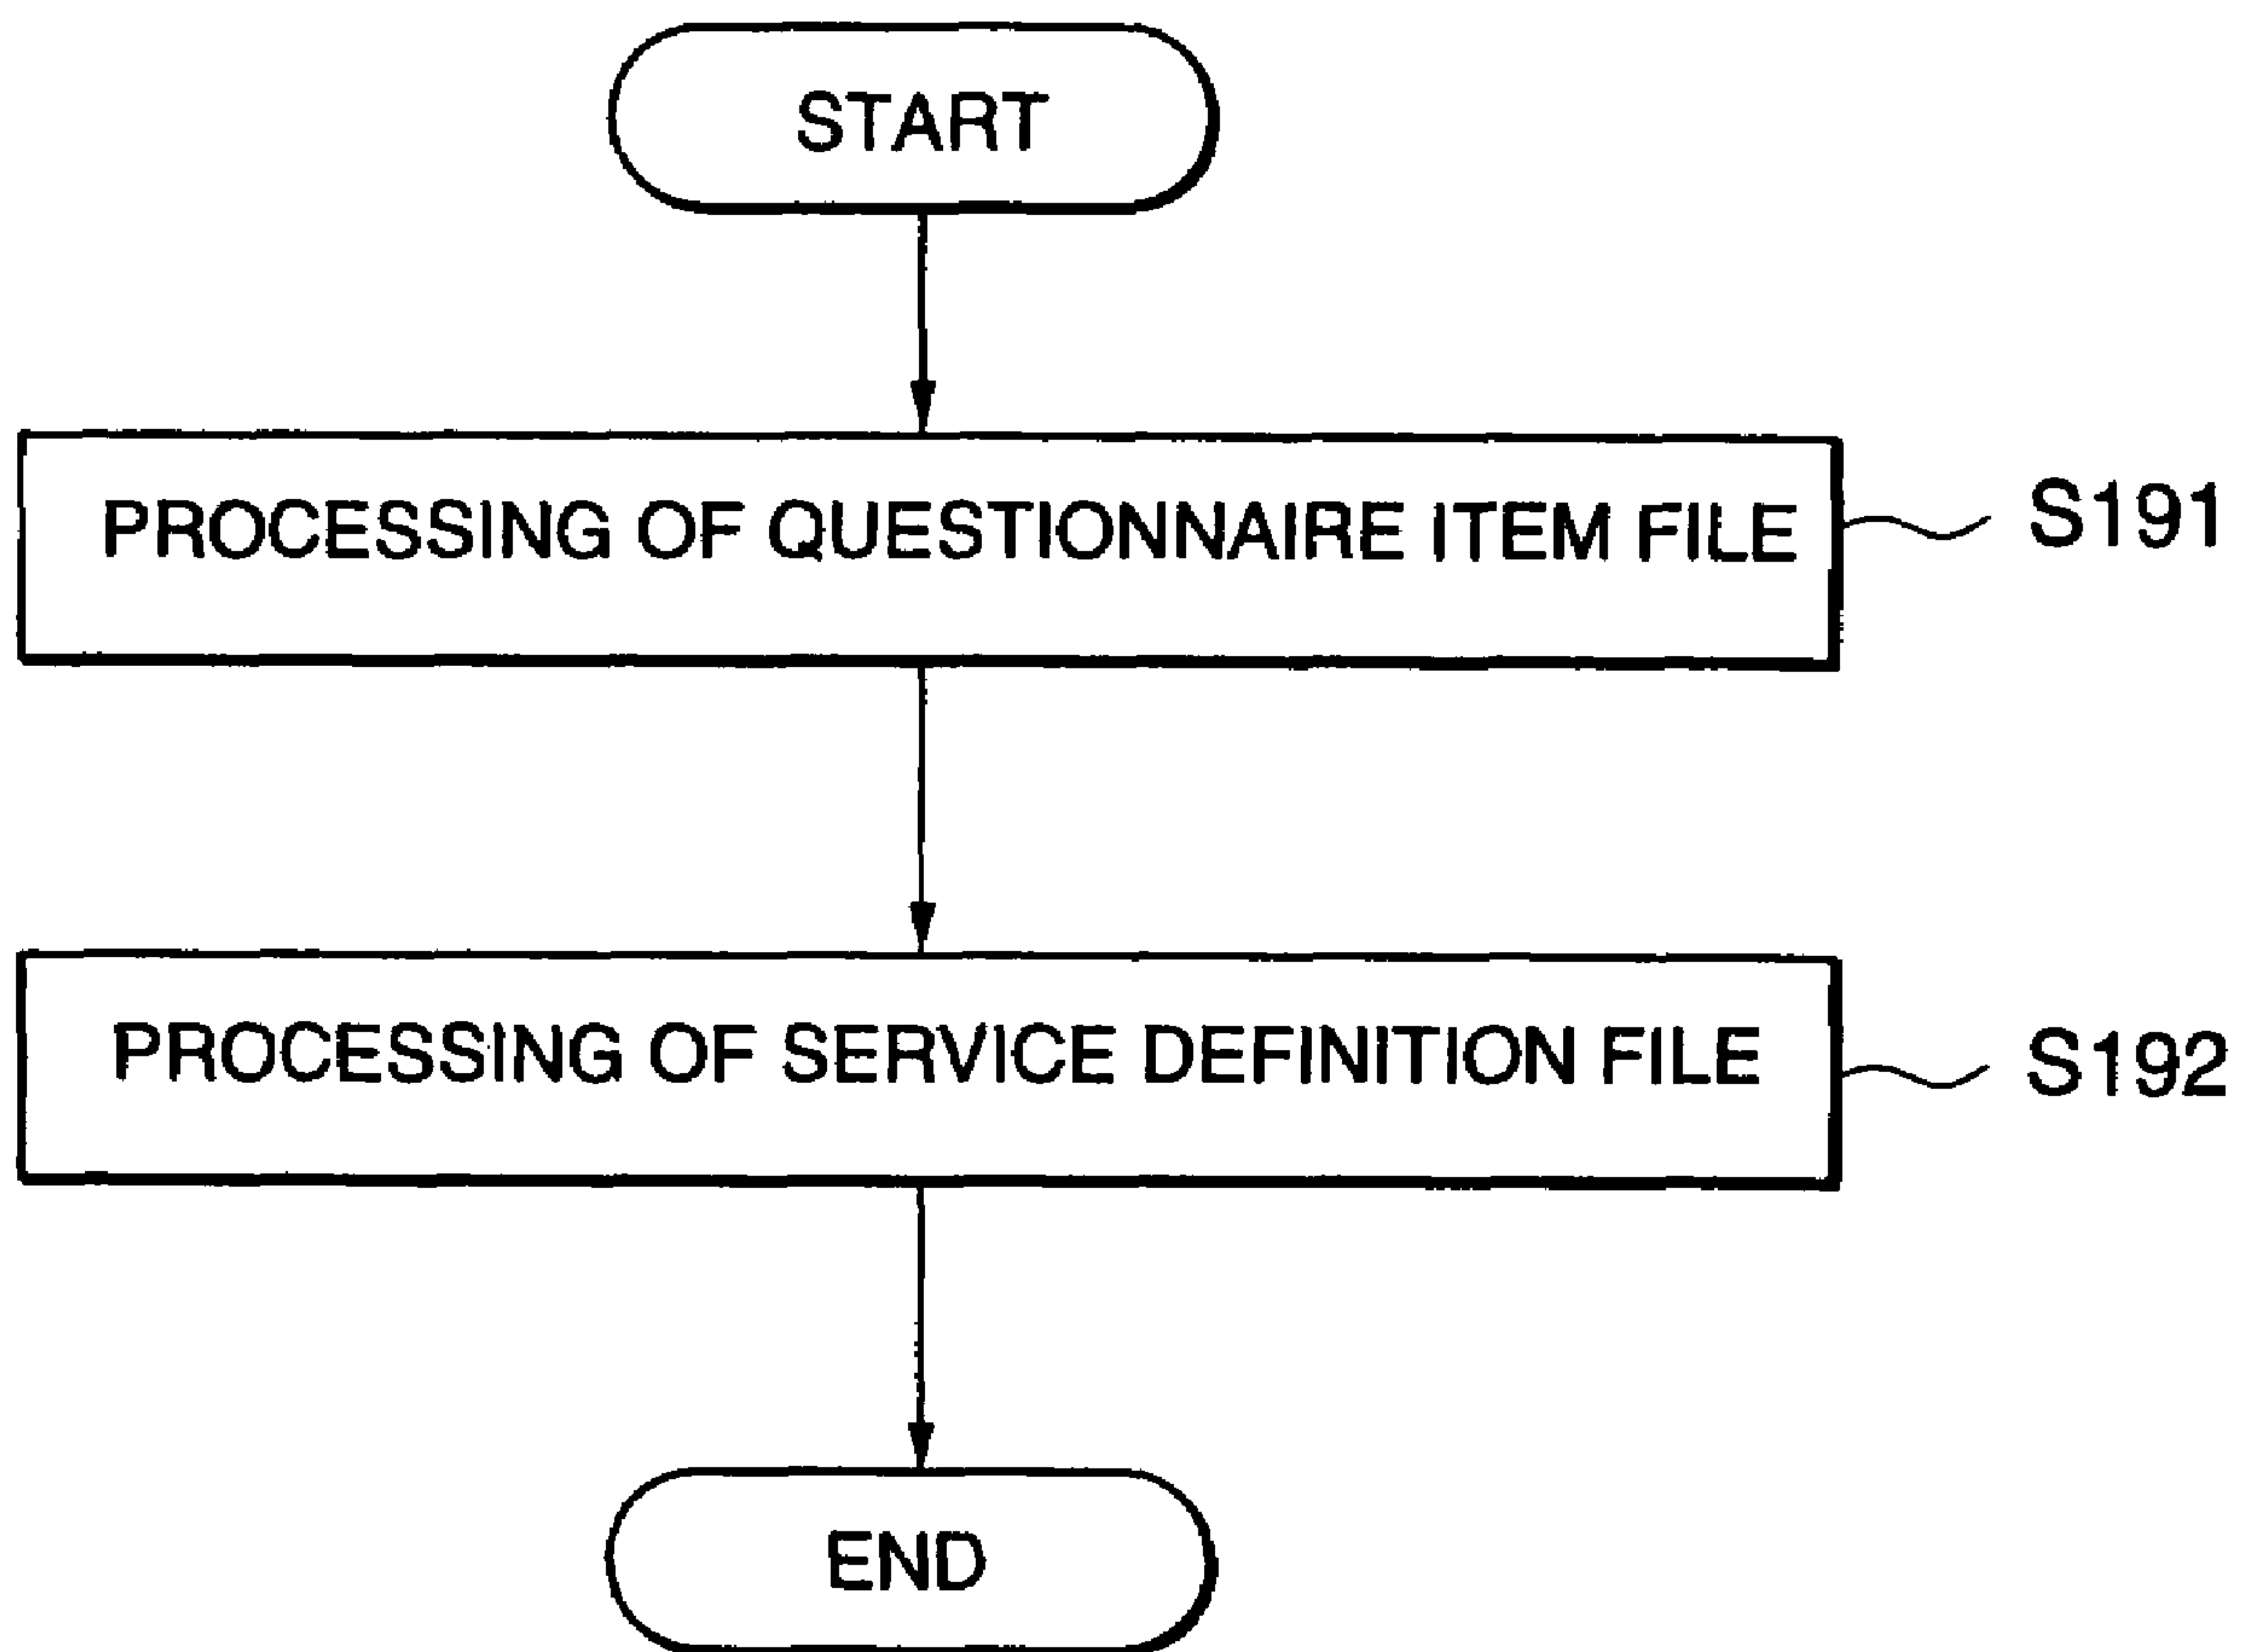 START
PROCESSING OF QUESTIONNAIRE ITEM FILE
S191
PROCESSING OF SERVICE DEFINITION FILE
S192
END